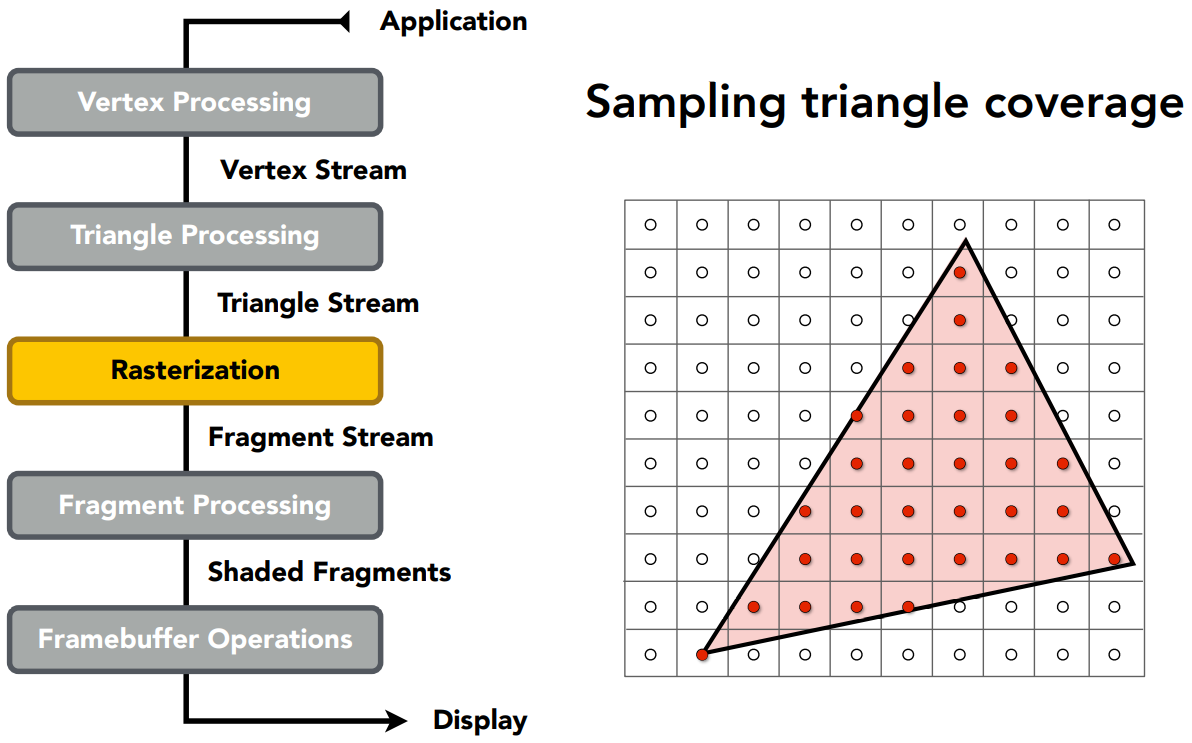 Application
Vertex Processing
Vertex Stream
Triangle Processing
Triangle Stream
Rasterization
Fragment Stream
Fragment Processing
Shaded Fragments
Framebuffer Operations
Display
Sampling triangle coverage